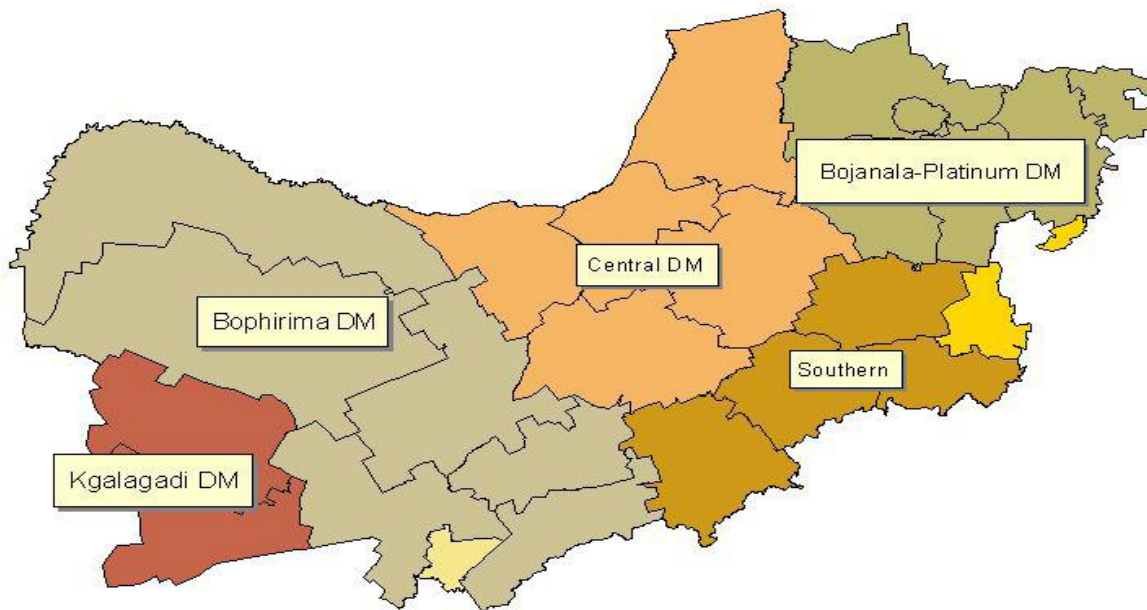 Bojanala-Platinum DM
Central DM
Bophirima DM
Southern
Kgalagadi DM